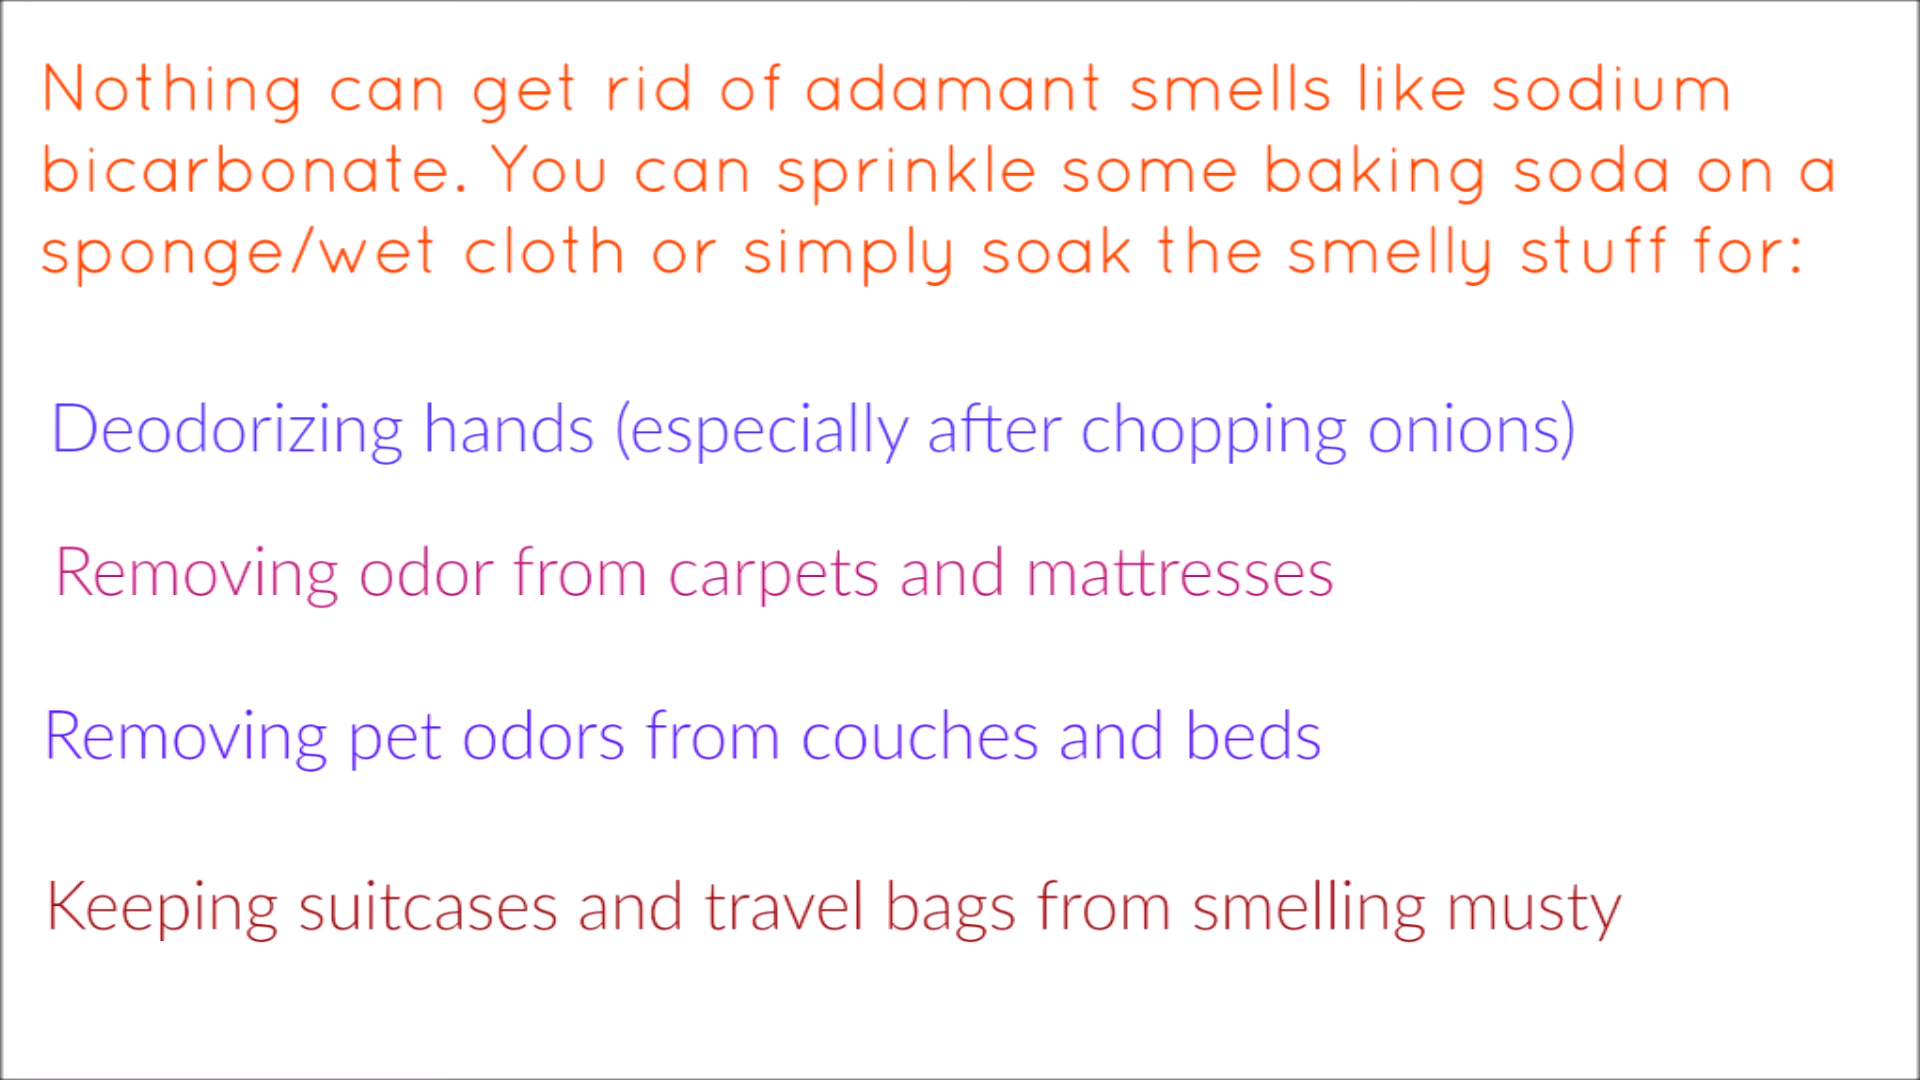 Nothing can get rid of adamant smells like sodium
bicarbonate. You can sprinkle some baking soda on a
sponge/wet cloth or simply soak the smelly stuff for:
Deodorizing hands (especially after chopping onions)
Removing odor from carpets and mattresses
Removing pet odors from couches and beds
Keeping suitcases and travel bags from smelling musty